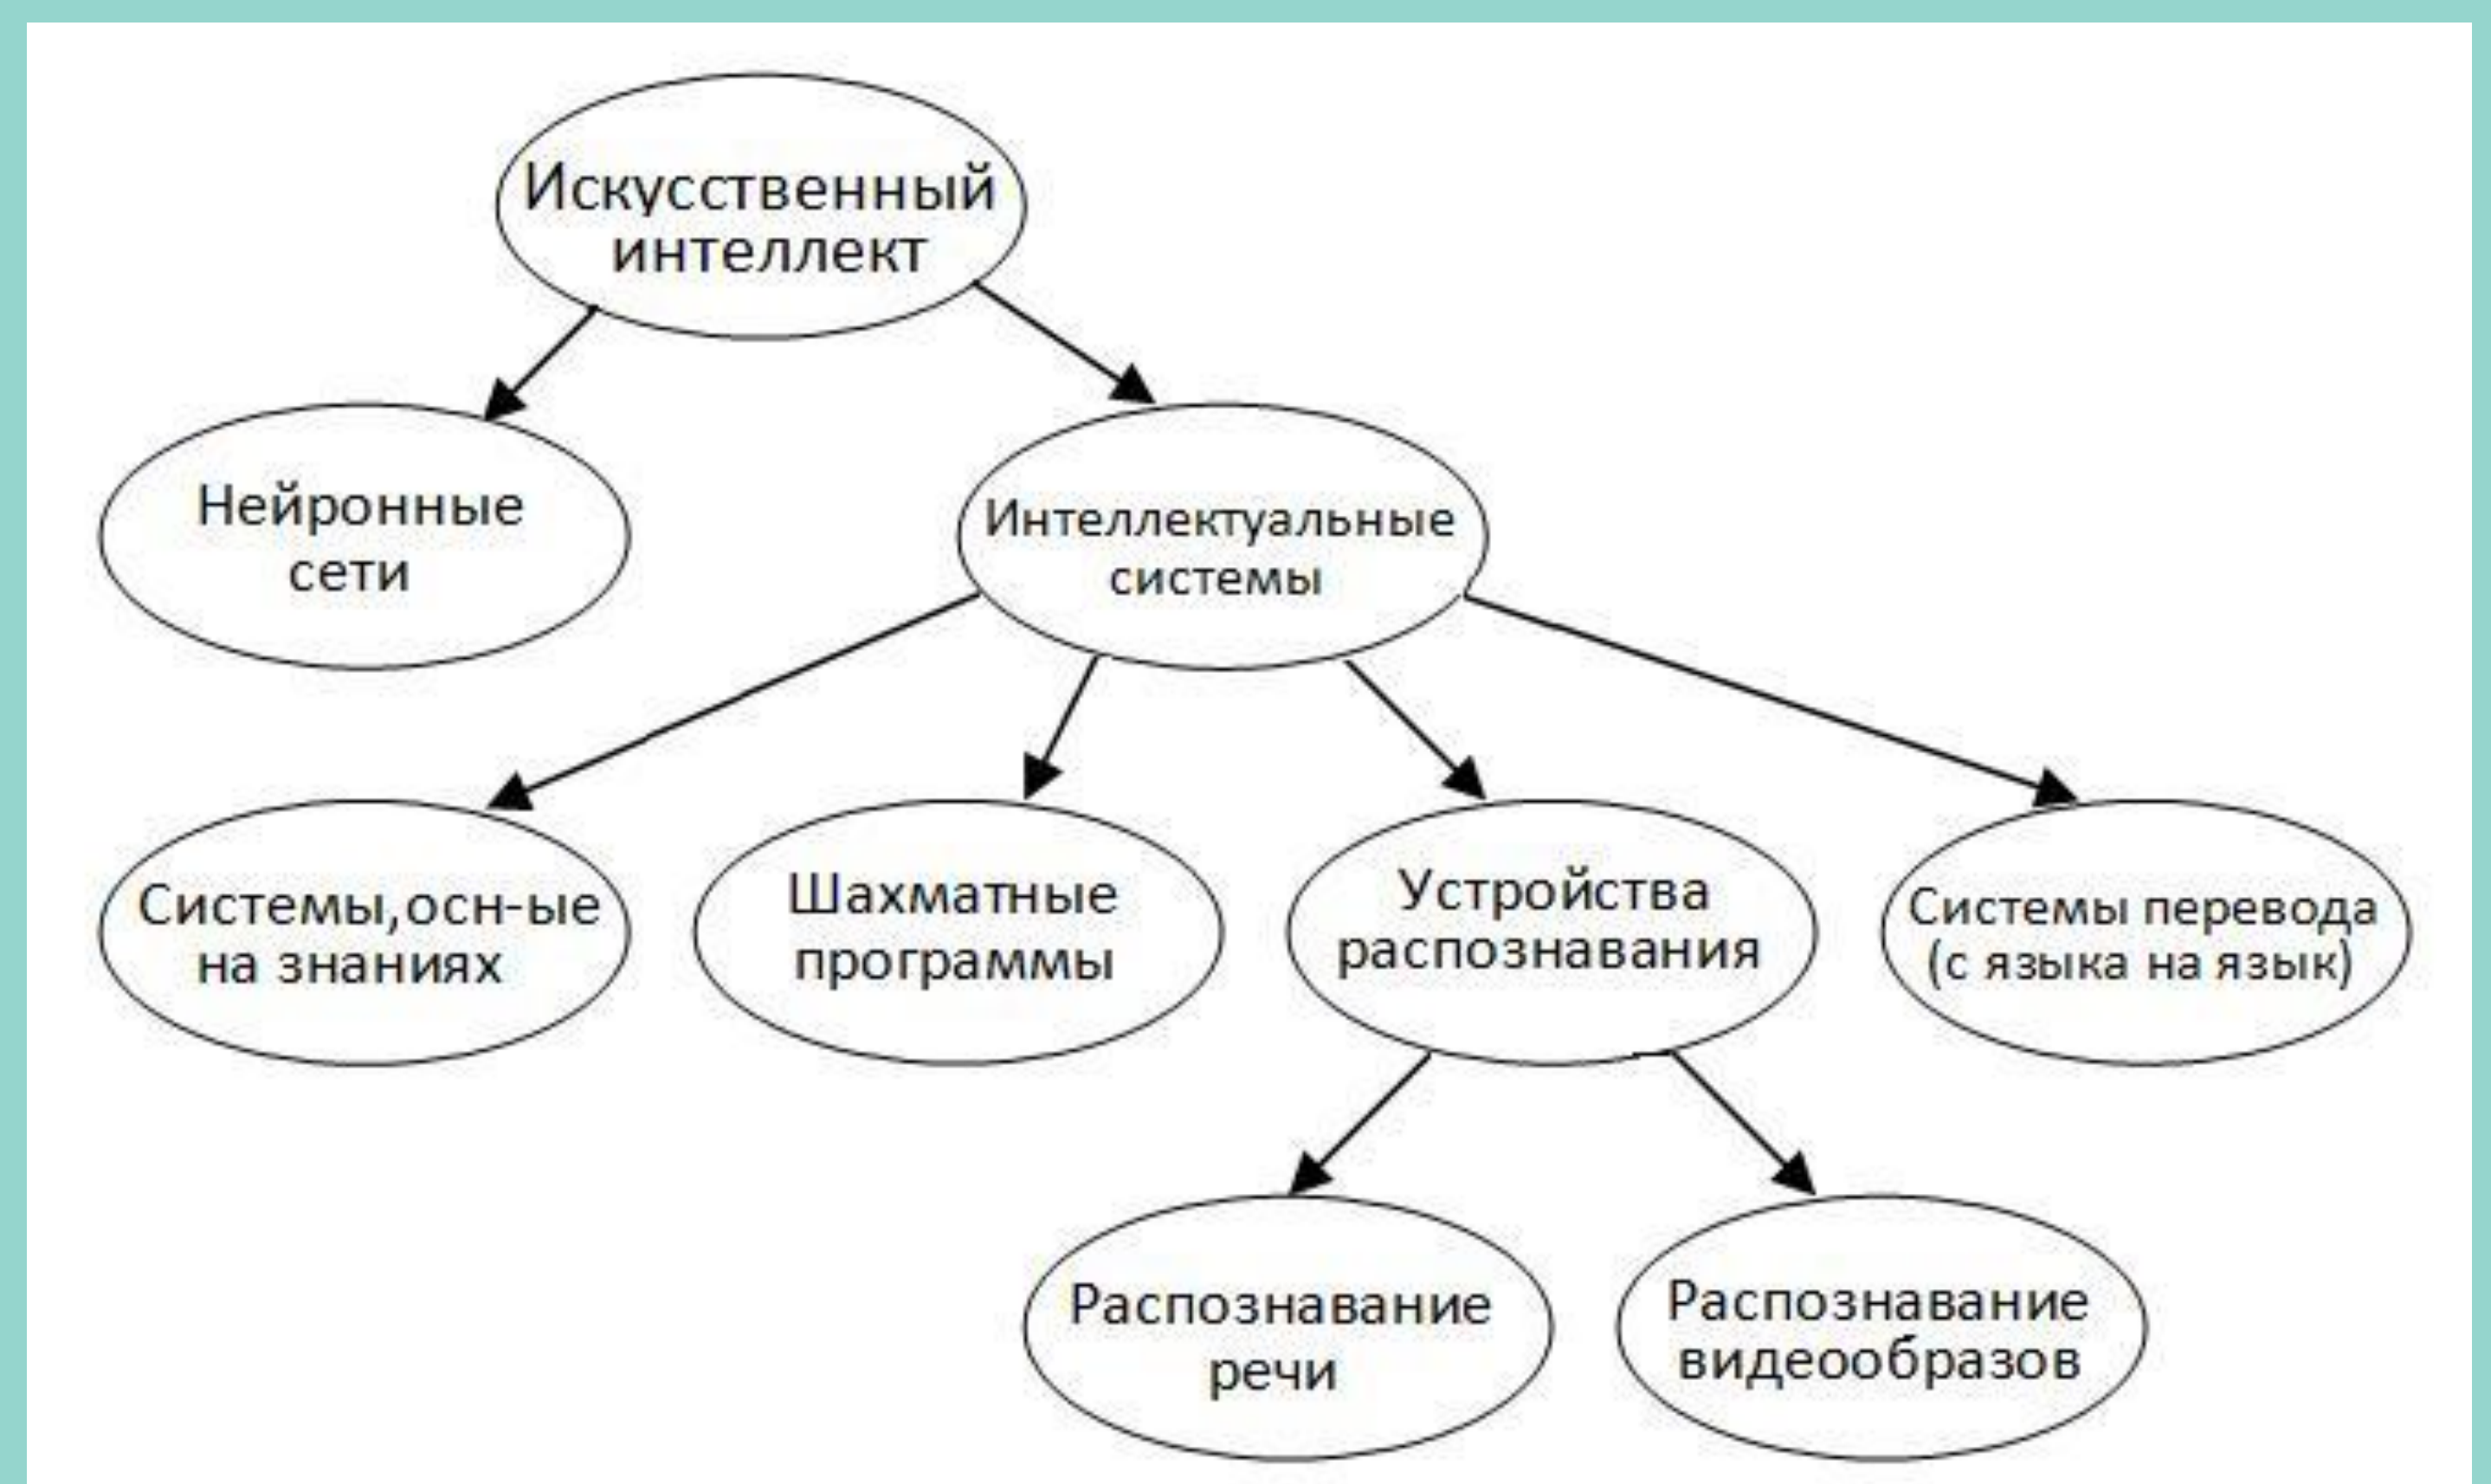 Искусственный
интеллект
Нейронные
сети
Интеллектуальные
системы
Системы,осн-ые
на знаниях
Шахматные
программы
Устройства
распознавания
Системы перевода
(с языка на язык)
Распознавание
речи
Распознавание
видеообразов